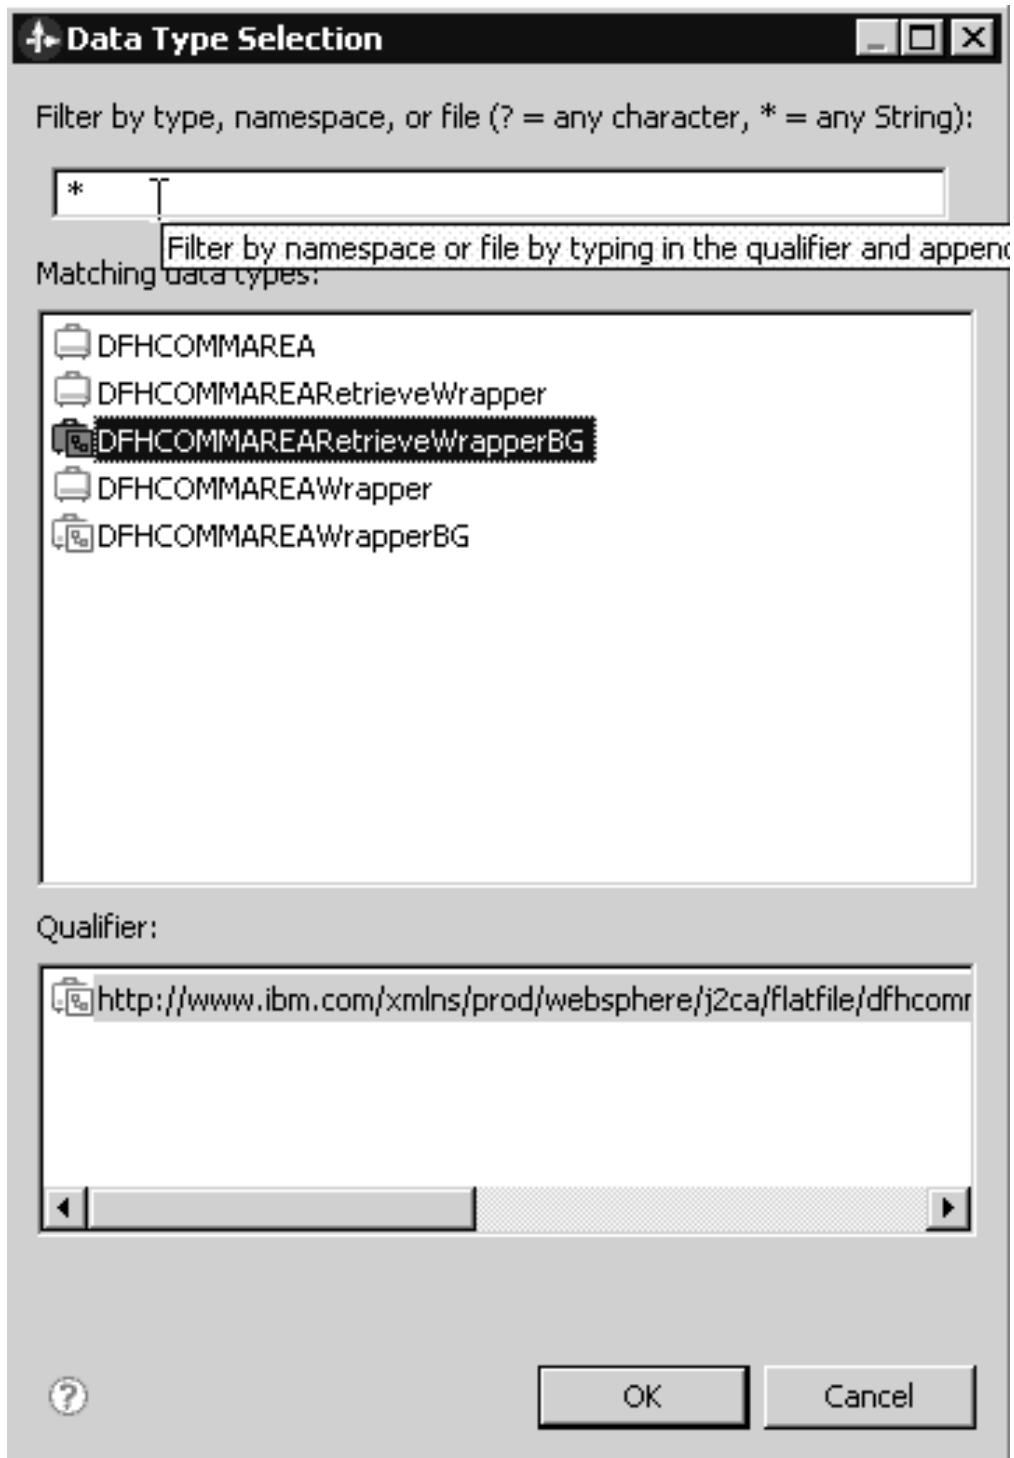 Data Type Selection
Filter by type, namespace, or file (? = any character, * = any String):
*
Filter by namespace or file by typing in the qualifier and append
Matching data types:
DFHCOMMAREA
DFHCOMMAREARetrieveWrapper
DFHCOMMAREARetrieveWrapperBG
DFHCOMMAREAWrapper
DFHCOMMAREAWrapperBG
Qualifier:
http://www.ibm.com/xmlns/prod/websphere/j2ca/flatfile/dfhcomm
?
OK
Cancel